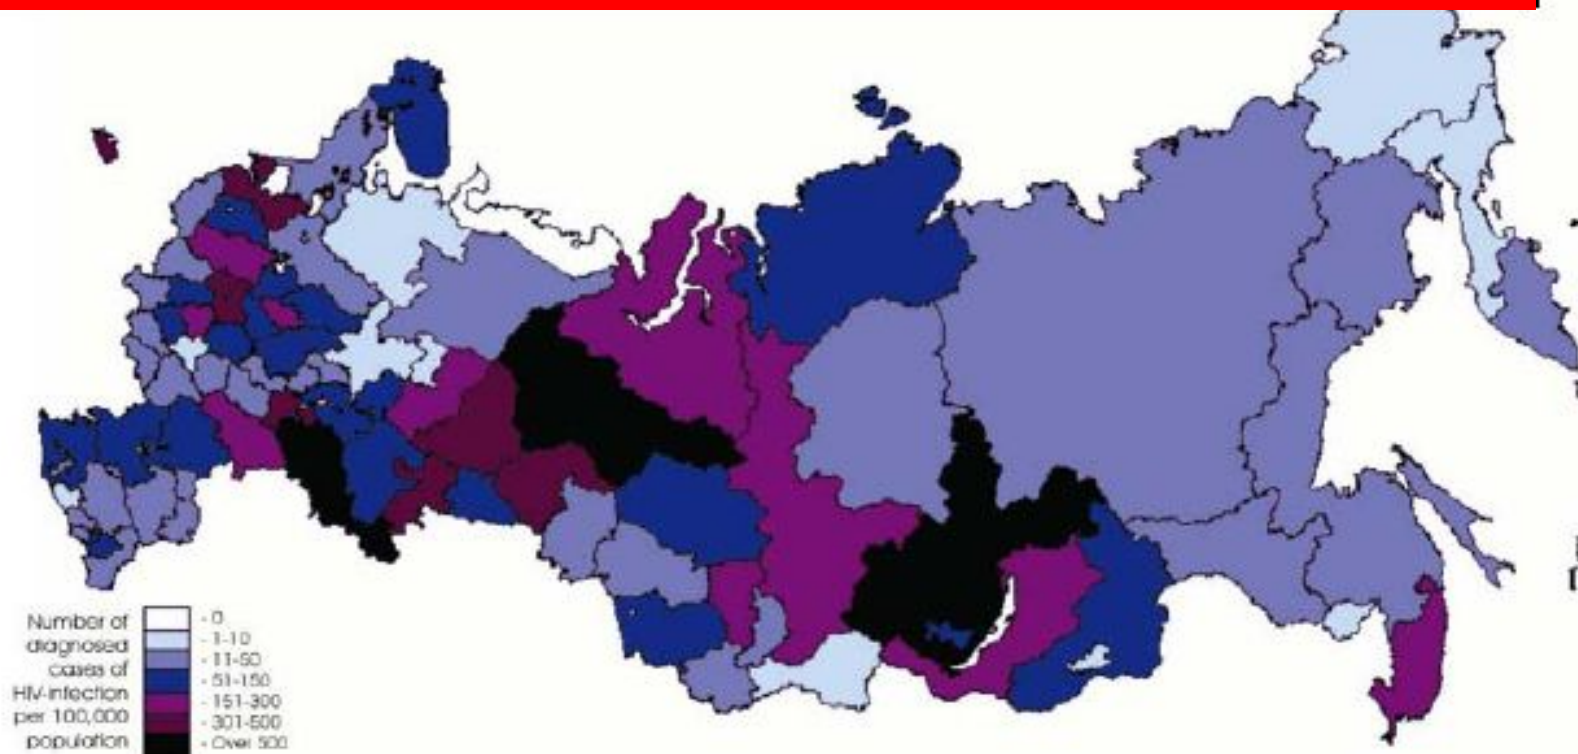 Number of
diagnosed
cases of
HIV-infection
per 100,000
population
- 0
- 1-10
- 11-50
- 51-150
- 151-300
- 301-500
- Over 500